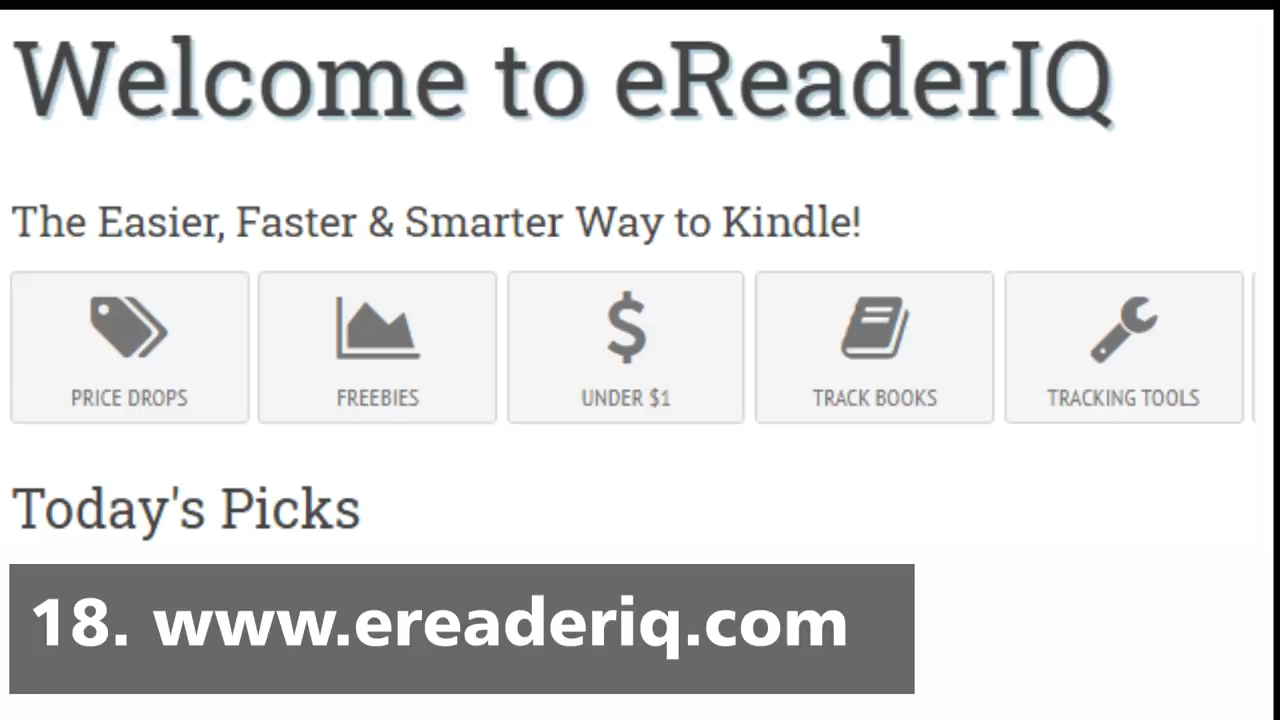 Welcome to eReaderIQ
The Easier, Faster & Smarter Way to Kindle!
PRICE DROPS
FREEBIES
UNDER $1
TRACK BOOKS
TRACKING TOOLS
Today's Picks
18. www.ereaderiq.com